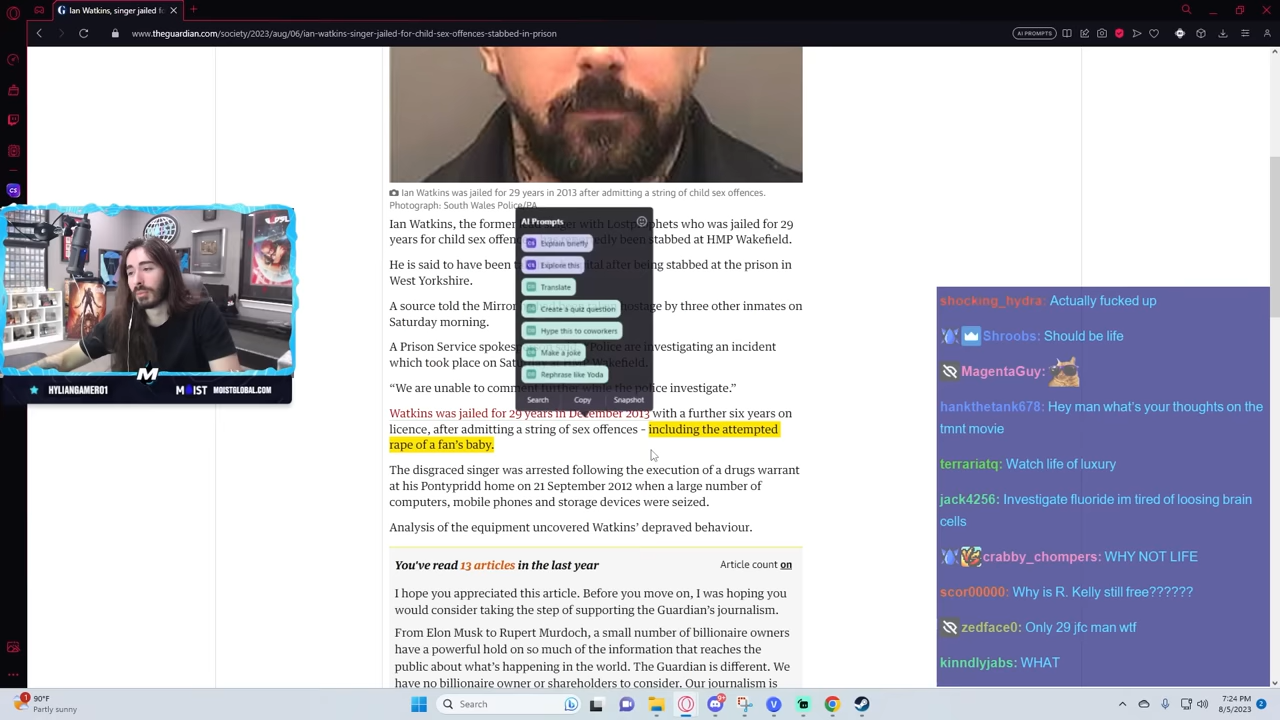 Ian Watkins, singer jailed fo
www.theguardian.com/society/2023/aug/06/ian-watkins-singer-jailed-for-child-sex-offences-stabbed-in-prison
AI PROMPTS
Ian Watkins was jailed for 29 years in 2013 after admitting a string of child sex offences.
Photograph: South Wales Police/PA
Ian Watkins, the former singer with Lostprophets who was jailed for 29
years for child sex offen edly been stabbed at HMP Wakefield.
He is said to have been t ital after being stabbed at the prison in
West Yorkshire.
A source told the Mirror ostage by three other inmates on
Saturday morning.
A Prison Service spokes Police are investigating an incident
which took place on Sat Wakefield.
“We are unable to comment further while the police investigate.”
Watkins was jailed for 29 years in December 2013 with a further six years on
licence, after admitting a string of sex offences – including the attempted
rape of a fan’s baby.
The disgraced singer was arrested following the execution of a drugs warrant
at his Pontypridd home on 21 September 2012 when a large number of
computers, mobile phones and storage devices were seized.
Analysis of the equipment uncovered Watkins’ depraved behaviour.
You've read 13 articles in the last year
Article count on
I hope you appreciated this article. Before you move on, I was hoping you
would consider taking the step of supporting the Guardian’s journalism.
From Elon Musk to Rupert Murdoch, a small number of billionaire owners
have a powerful hold on so much of the information that reaches the
public about what’s happening in the world. The Guardian is different. We
have no billionaire owner or shareholders to consider. Our journalism is
AI Prompts
Explain briefly
Explore this
Translate
Create a quiz question
Hype this to coworkers
Make a joke
Rephrase like Yoda
Search Copy Snapshot
HYLIANGAMER01 M MOIST MOISTGLOBAL.COM
shocking_hydra: Actually fucked up
Shroobs: Should be life
MagentaGuy:
hankthetank678: Hey man what's your thoughts on the
tmnt movie
terrariatq: Watch life of luxury
jack4256: Investigate fluoride im tired of loosing brain
cells
crabby_chompers: WHY NOT LIFE
scor00000: Why is R. Kelly still free??????
zedface0: Only 29 jfc man wtf
kinndlyjabs: WHAT
90°F
Partly sunny
Search
7:24 PM
8/5/2023